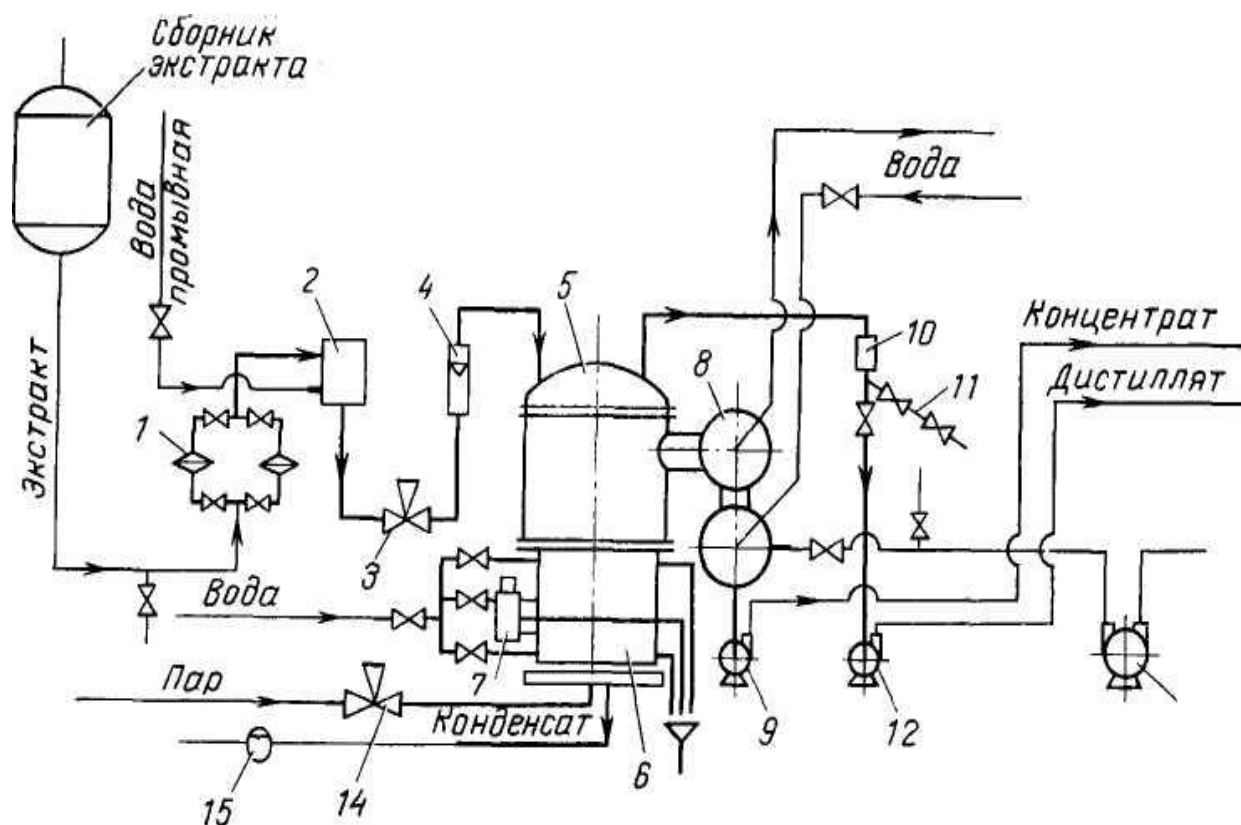 Сборник
экстракта
Вода
промывная
Вода
Концентрат
Дистиллят
Экстракт
Вода
Пар
Конденсат
1
2
3
4
5
6
7
8
9
10
11
12
14
15